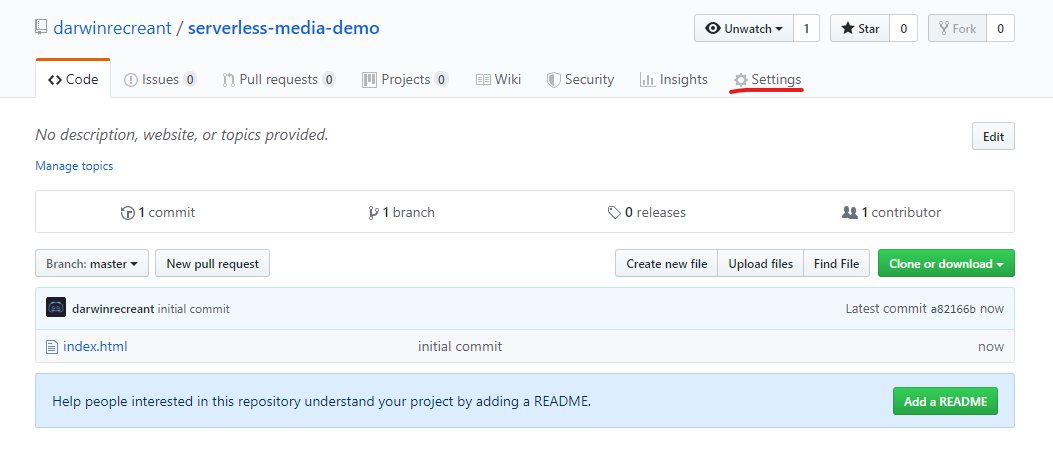 darwinrecreant / serverless-media-demo Unwatch 1 Star 0 Fork 0
Code Issues 0 Pull requests 0 Projects 0 Wiki Security Insights Settings
No description, website, or topics provided. Edit
Manage topics
1 commit 1 branch 0 releases 1 contributor
Branch: master New pull request Create new file Upload files Find File Clone or download
darwinrecreant initial commit Latest commit a82166b now
index.html initial commit now
Help people interested in this repository understand your project by adding a README. Add a README